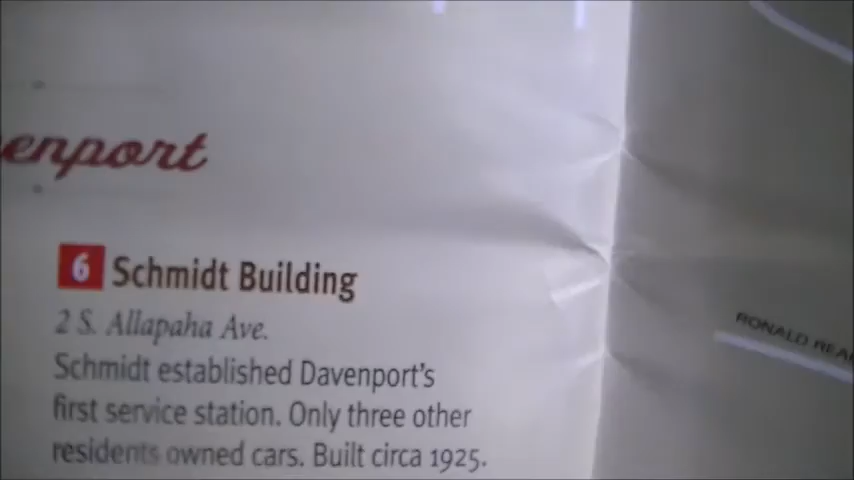 enport
6 Schmidt Building
2 S. Allapaha Ave.
Schmidt established Davenport's
first service station. Only three other
residents owned cars. Built circa 1925.
RONALD REA